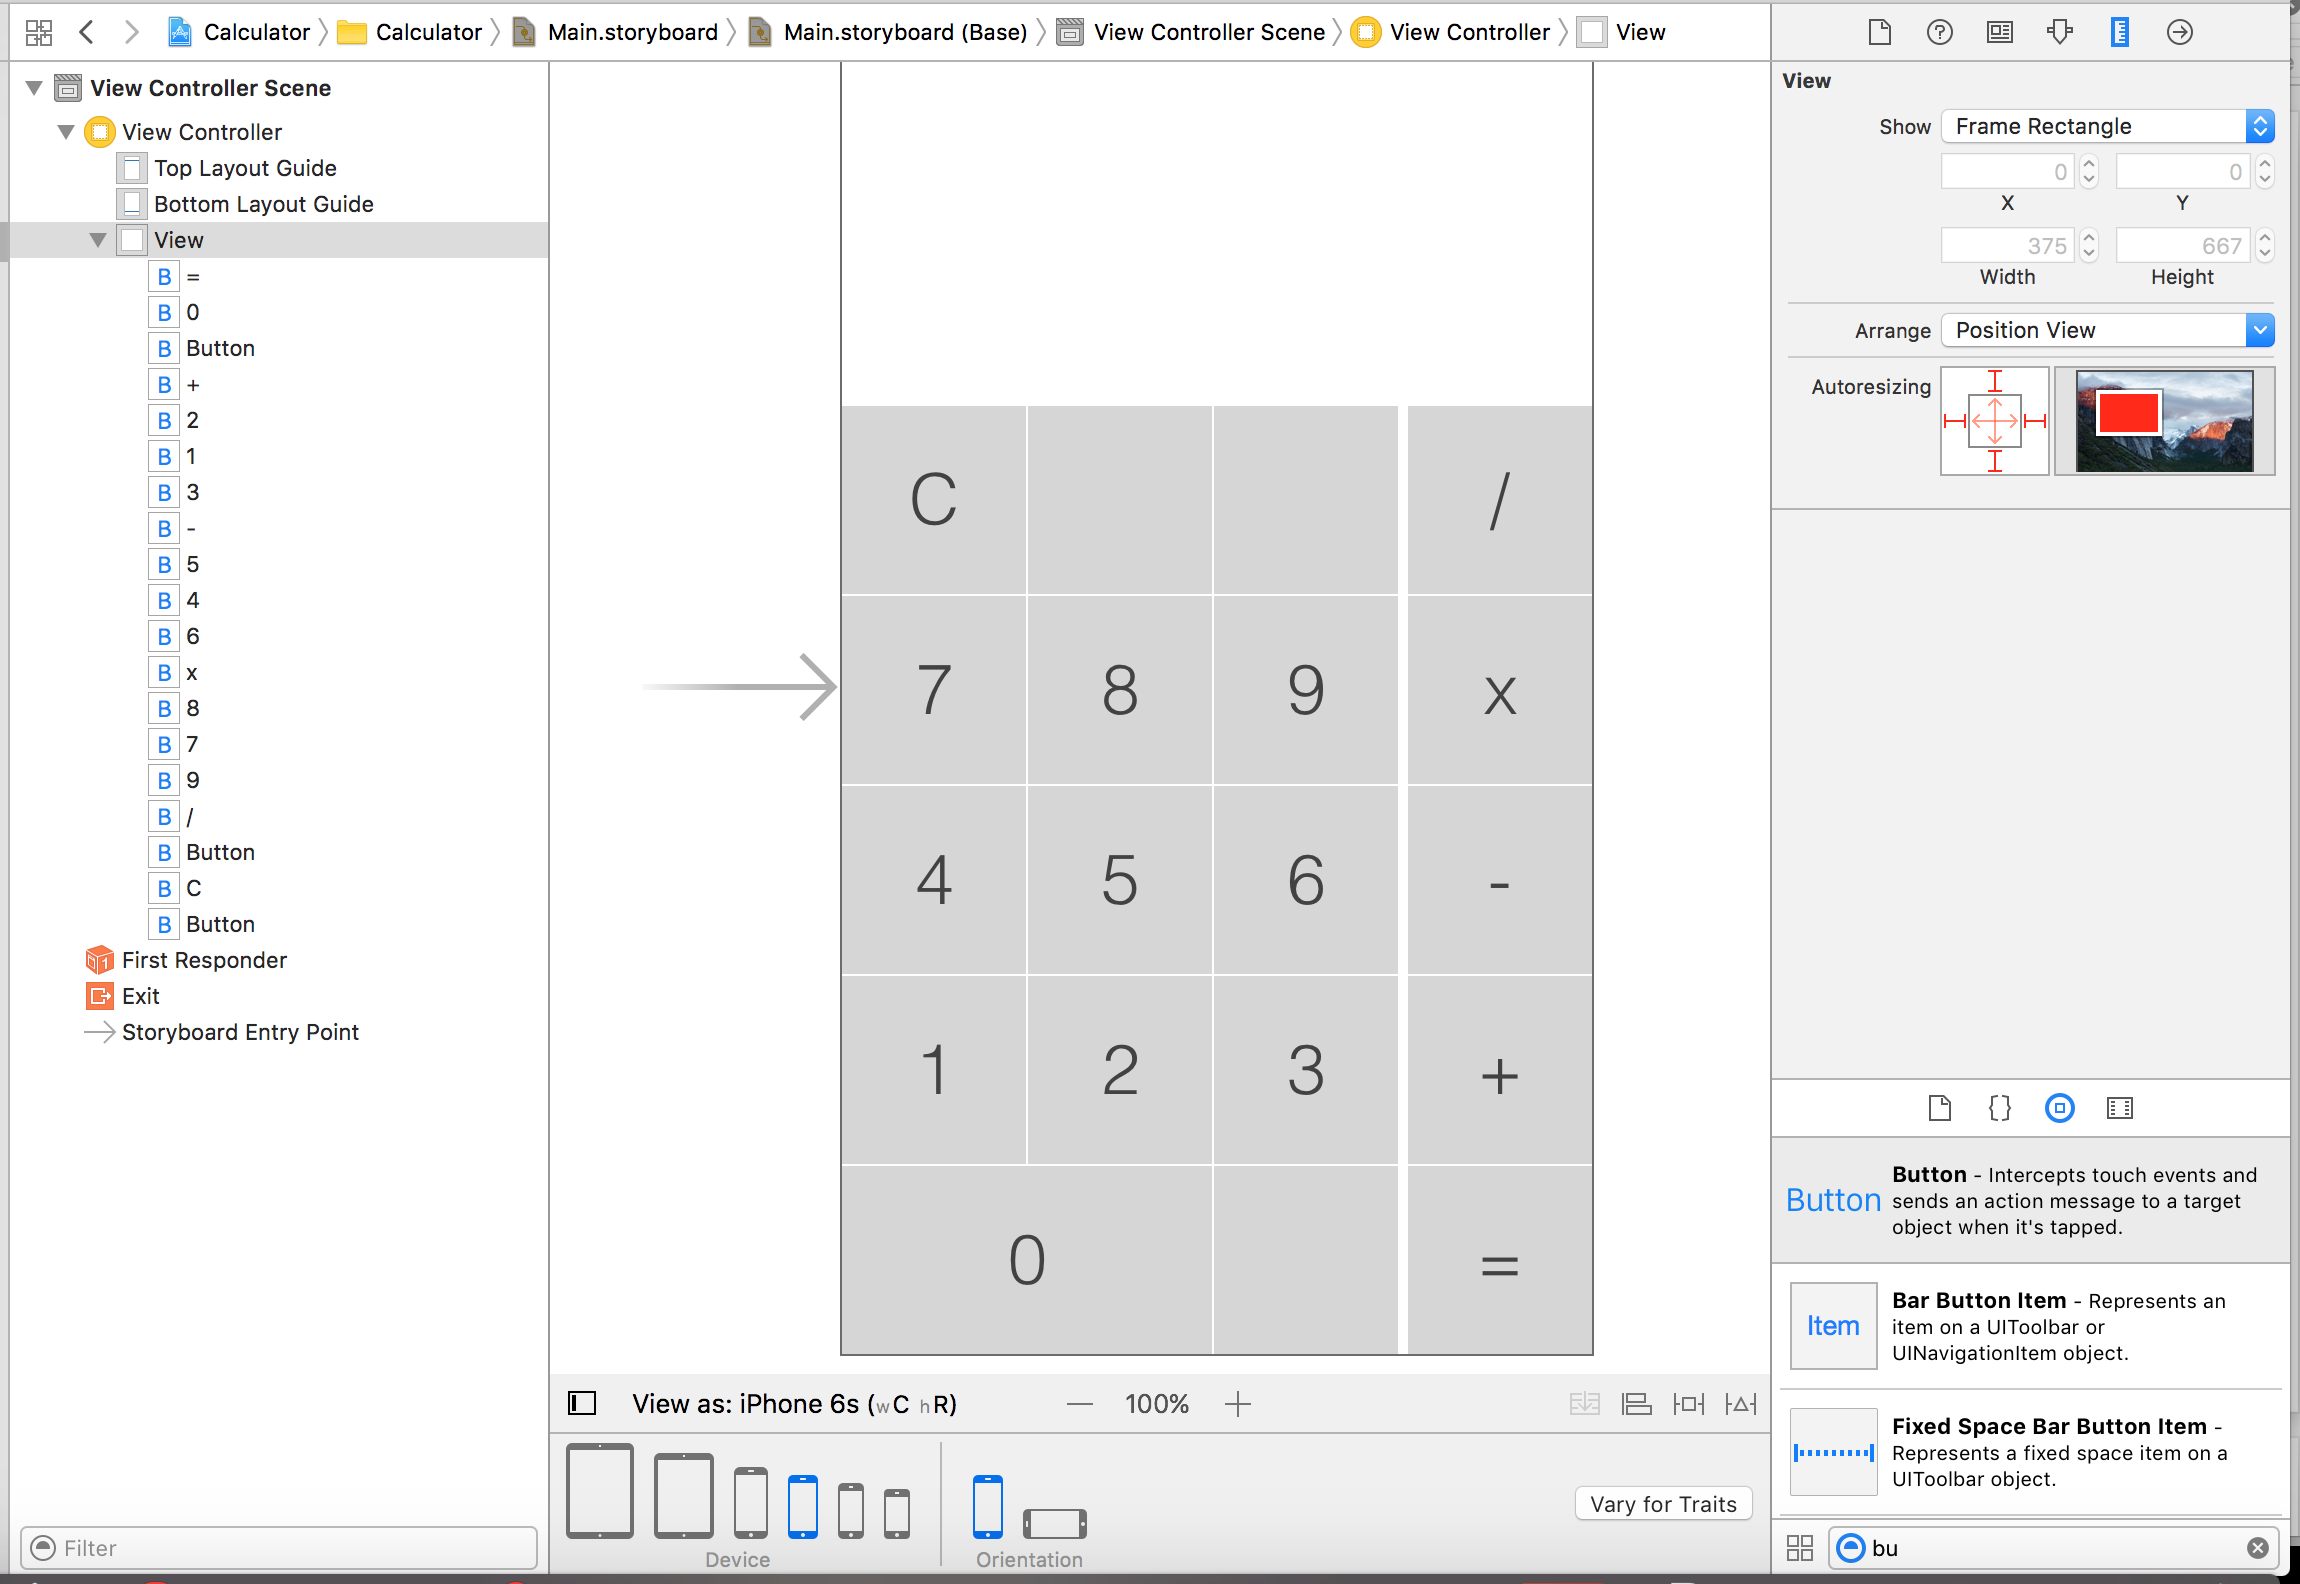 Calculator Calculator Main.storyboard Main.storyboard (Base) View Controller Scene View Controller View
View Controller Scene
View Controller
Top Layout Guide
Bottom Layout Guide
View
B =
B 0
B Button
B +
B 2
B 1
B 3
B -
B 5
B 4
B 6
B x
B 8
B 7
B 9
B /
B Button
B C
B Button
First Responder
Exit
Storyboard Entry Point
Filter
C /
7 8 9 x
4 5 6 -
1 2 3 +
0 =
View as: iPhone 6s (wC hR) 100%
Device Orientation
Vary for Traits
View
Show Frame Rectangle
0 0
X Y
375 667
Width Height
Arrange Position View
Autoresizing
Button
Button - Intercepts touch events and
sends an action message to a target
object when it's tapped.
Item
Bar Button Item - Represents an
item on a UIToolbar or
UINavigationItem object.
Fixed Space Bar Button Item -
Represents a fixed space item on a
UIToolbar object.
bu